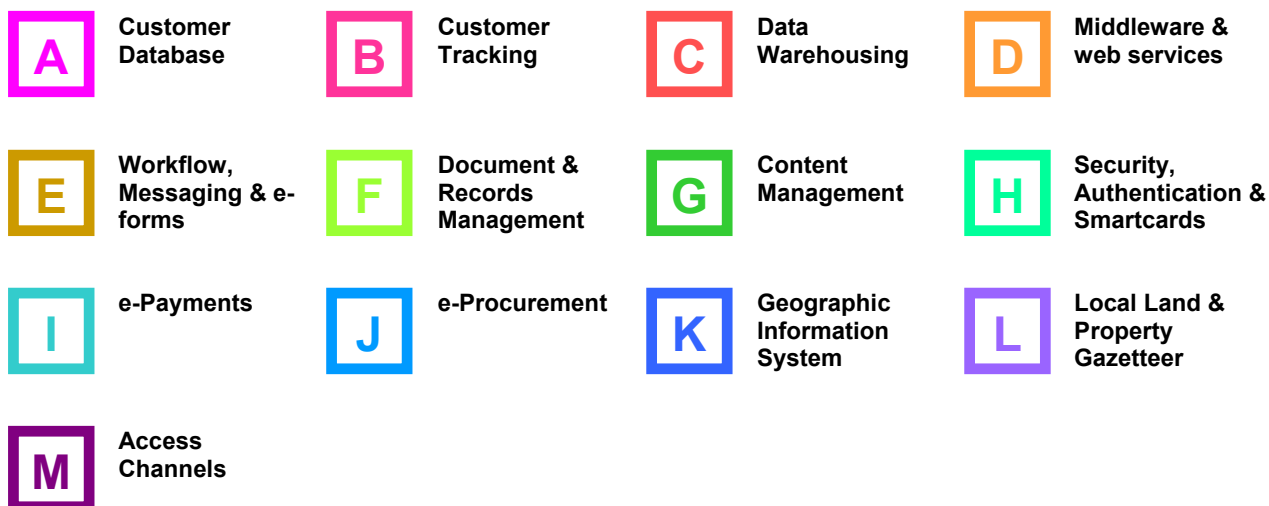 A
Customer
Database
B
Customer
Tracking
C
Data
Warehousing
D
Middleware &
web services
E
Workflow,
Messaging & e-
forms
F
Document &
Records
Management
G
Content
Management
H
Security,
Authentication &
Smartcards
I
e-Payments
J
e-Procurement
K
Geographic
Information
System
L
Local Land &
Property
Gazetteer
M
Access
Channels